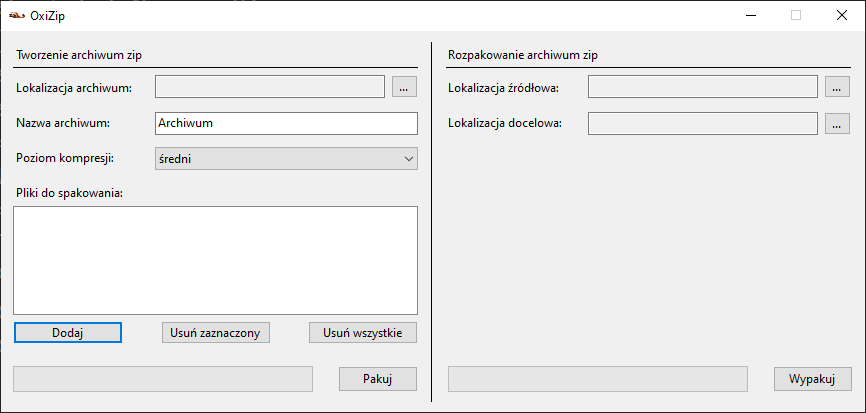 OxiZip
Tworzenie archiwum zip
Lokalizacja archiwum:
...
Nazwa archiwum:
Archiwum
Poziom kompresji:
średni
Pliki do spakowania:
Dodaj
Usuń zaznaczony
Usuń wszystkie
Pakuj
Rozpakowanie archiwum zip
Lokalizacja źródłowa:
...
Lokalizacja docelowa:
...
Wypakuj